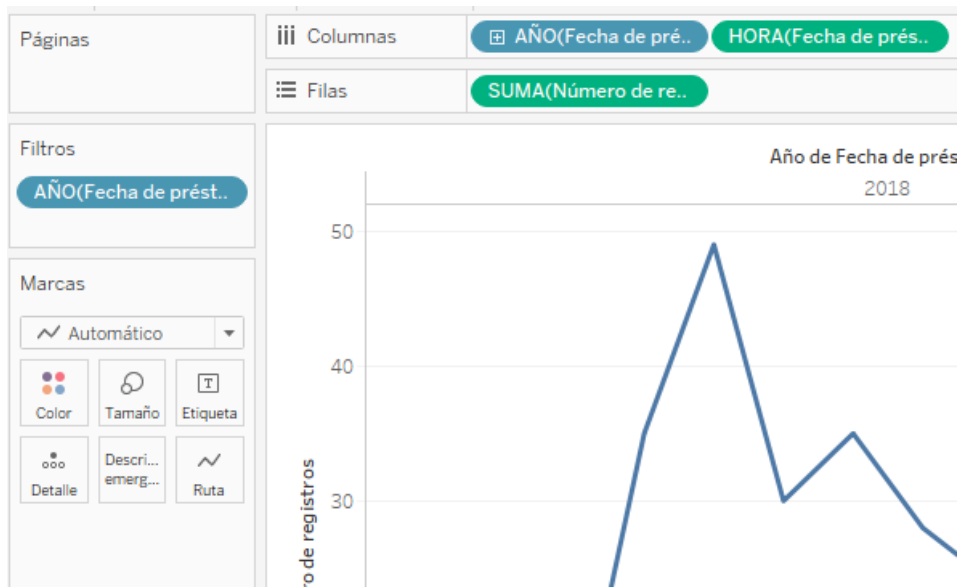 Páginas
Columnas
AÑO(Fecha de pré..
HORA(Fecha de prés..
Filas
SUMA(Número de re..
Filtros
AÑO(Fecha de prést..
Marcas
Automático
Color
Tamaño
T
Etiqueta
Detalle
Descri...
emerg...
Ruta
Año de Fecha de prés
2018
50
40
30
ro de registros